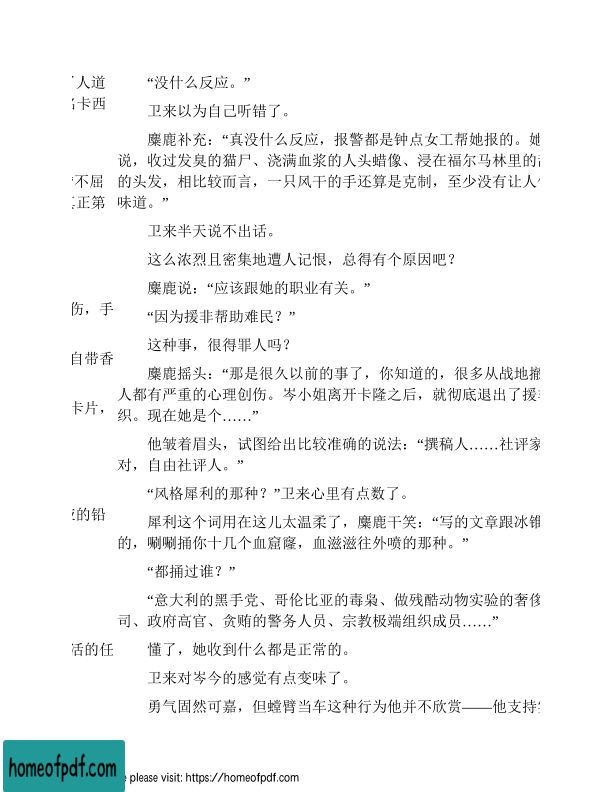 人道
卡西
不屈
正第
伤，手
自带香
卡片，
的铅
活的任
“没什么反应。”
卫来以为自己听错了。
麋鹿补充：“真没什么反应，报警都是钟点女工帮她报的。她
说，收过发臭的猫尸、浇满血浆的人头蜡像、浸在福尔马林里的
的头发，相比较而言，一只风干的手还算是克制，至少没有让人
味道。”
卫来半天说不出话。
这么浓烈且密集地遭人记恨，总得有个原因吧？
麋鹿说：“应该跟她的职业有关。”
“因为援非帮助难民？”
这种事，很得罪人吗？
麋鹿摇头：“那是很久以前的事了，你知道的，很多从战地撤
人都有严重的心理创伤。岑小姐离开卡隆之后，就彻底退出了援
织。现在她是个……”
他皱着眉头，试图给出比较准确的说法：“撰稿人……社评家
对，自由社评人。”
“风格犀利的那种？”卫来心里有点数了。
犀利这个词用在这儿太温柔了，麋鹿干笑：“写的文章跟冰锥
的，唰唰捅你十几个血窟窿，血滋滋往外喷的那种。”
“都捅过谁？”
“意大利的黑手党、哥伦比亚的毒枭、做残酷动物实验的奢侈
司、政府高官、贪贿的警务人员、宗教极端组织成员……”
懂了，她收到什么都是正常的。
卫来对岑今的感觉有点变味了。
勇气固然可嘉，但螳臂当车这种行为他并不欣赏——他支持
homeofpdf.com
e please visit: https://homeofpdf.com